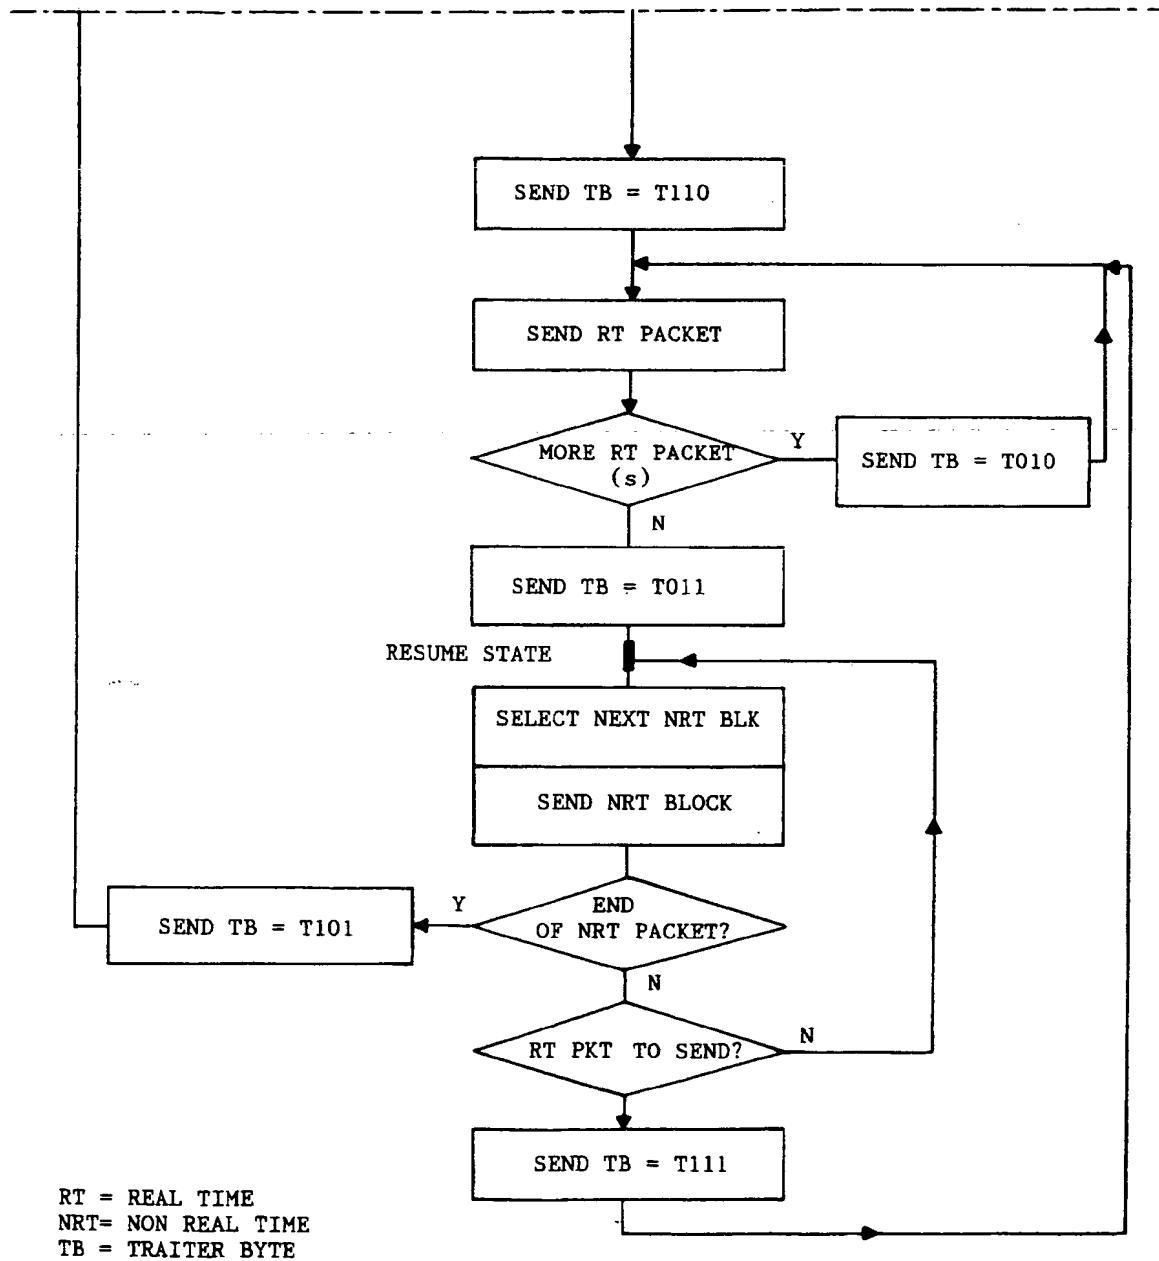 SEND TB = T110
SEND RT PACKET
MORE RT PACKET
(s)
Y
SEND TB = T010
N
SEND TB = T011
RESUME STATE
SELECT NEXT NRT BLK
SEND NRT BLOCK
END
OF NRT PACKET?
Y
SEND TB = T101
N
RT PKT TO SEND?
N
SEND TB = T111
RT = REAL TIME
NRT= NON REAL TIME
TB = TRAITER BYTE